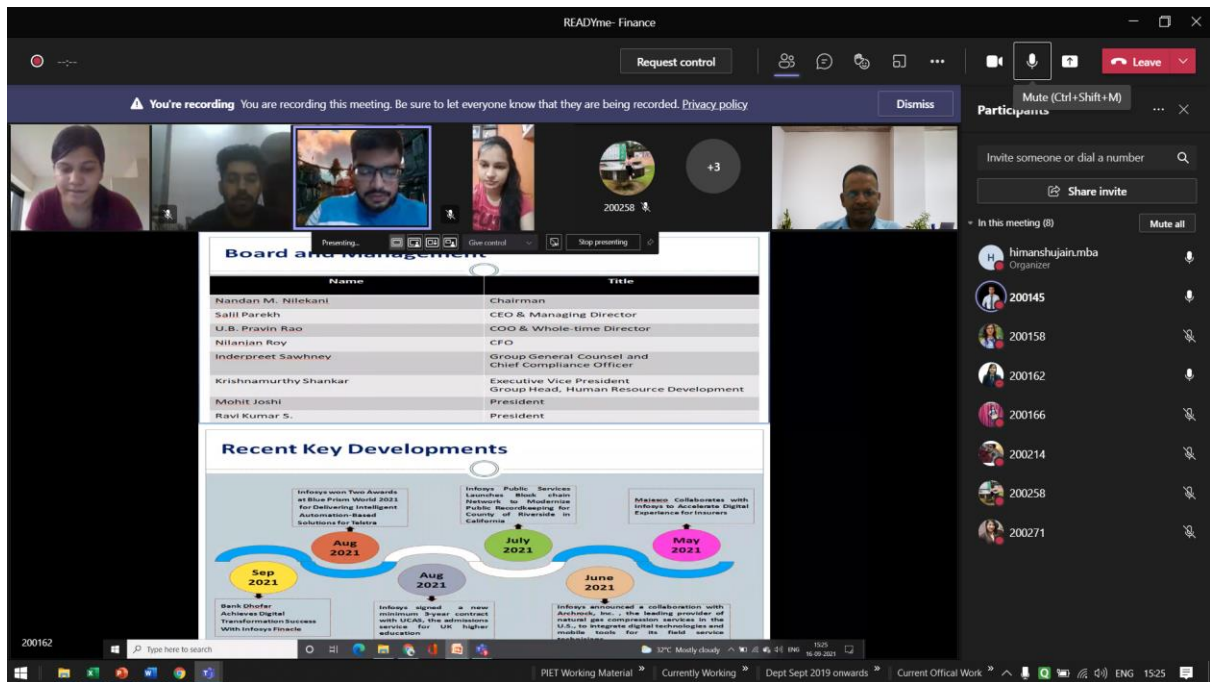 READYme- Finance
--:--
Request control
Leave
You're recording You are recording this meeting. Be sure to let everyone know that they are being recorded. Privacy policy
Dismiss
Mute (Ctrl+Shift+M)
Participants
Invite someone or dial a number
Share invite
In this meeting (8)
Mute all
H
himanshujain.mba
Organizer
200145
200158
200162
200166
200214
200258
200271
+3
200258
Presenting...
Give control
Stop presenting
Board and Management
Name Title
Nandan M. Nilekani Chairman
Salil Parekh CEO & Managing Director
U.B. Pravin Rao COO & Whole-time Director
Nilanjan Roy CFO
Inderpreet Sawhney Group General Counsel and
Chief Compliance Officer
Krishnamurthy Shankar Executive Vice President
Group Head, Human Resource Development
Mohit Joshi President
Ravi Kumar S. President
Recent Key Developments
Infosys won Two Awards
at Blue Prism World 2021
for Delivering Intelligent
Automation-Based
Solutions for Telstra
Infosys Public Services
Launches Block chain
Network to Modernize
Public Recordkeeping for
County of Riverside in
California
Majesco Collaborates with
Infosys to Accelerate Digital
Experience for Insurers
Aug
2021
July
2021
May
2021
Sep
2021
Aug
2021
June
2021
Bank Dhofar
Achieves Digital
Transformation Success
With Infosys Finacle
Infosys signed a new
minimum 3-year contract
with UCAS, the admissions
service for UK higher
education
Infosys announced a collaboration with
Archrock, Inc. , the leading provider of
natural gas compression services in the
U.S., to integrate digital technologies and
mobile tools for its field service
technicians
200162
Type here to search
32°C Mostly cloudy
ENG
1525
16-09-2021
PIET Working Material
Currently Working
Dept Sept 2019 onwards
Current Offical Work
ENG
15:25